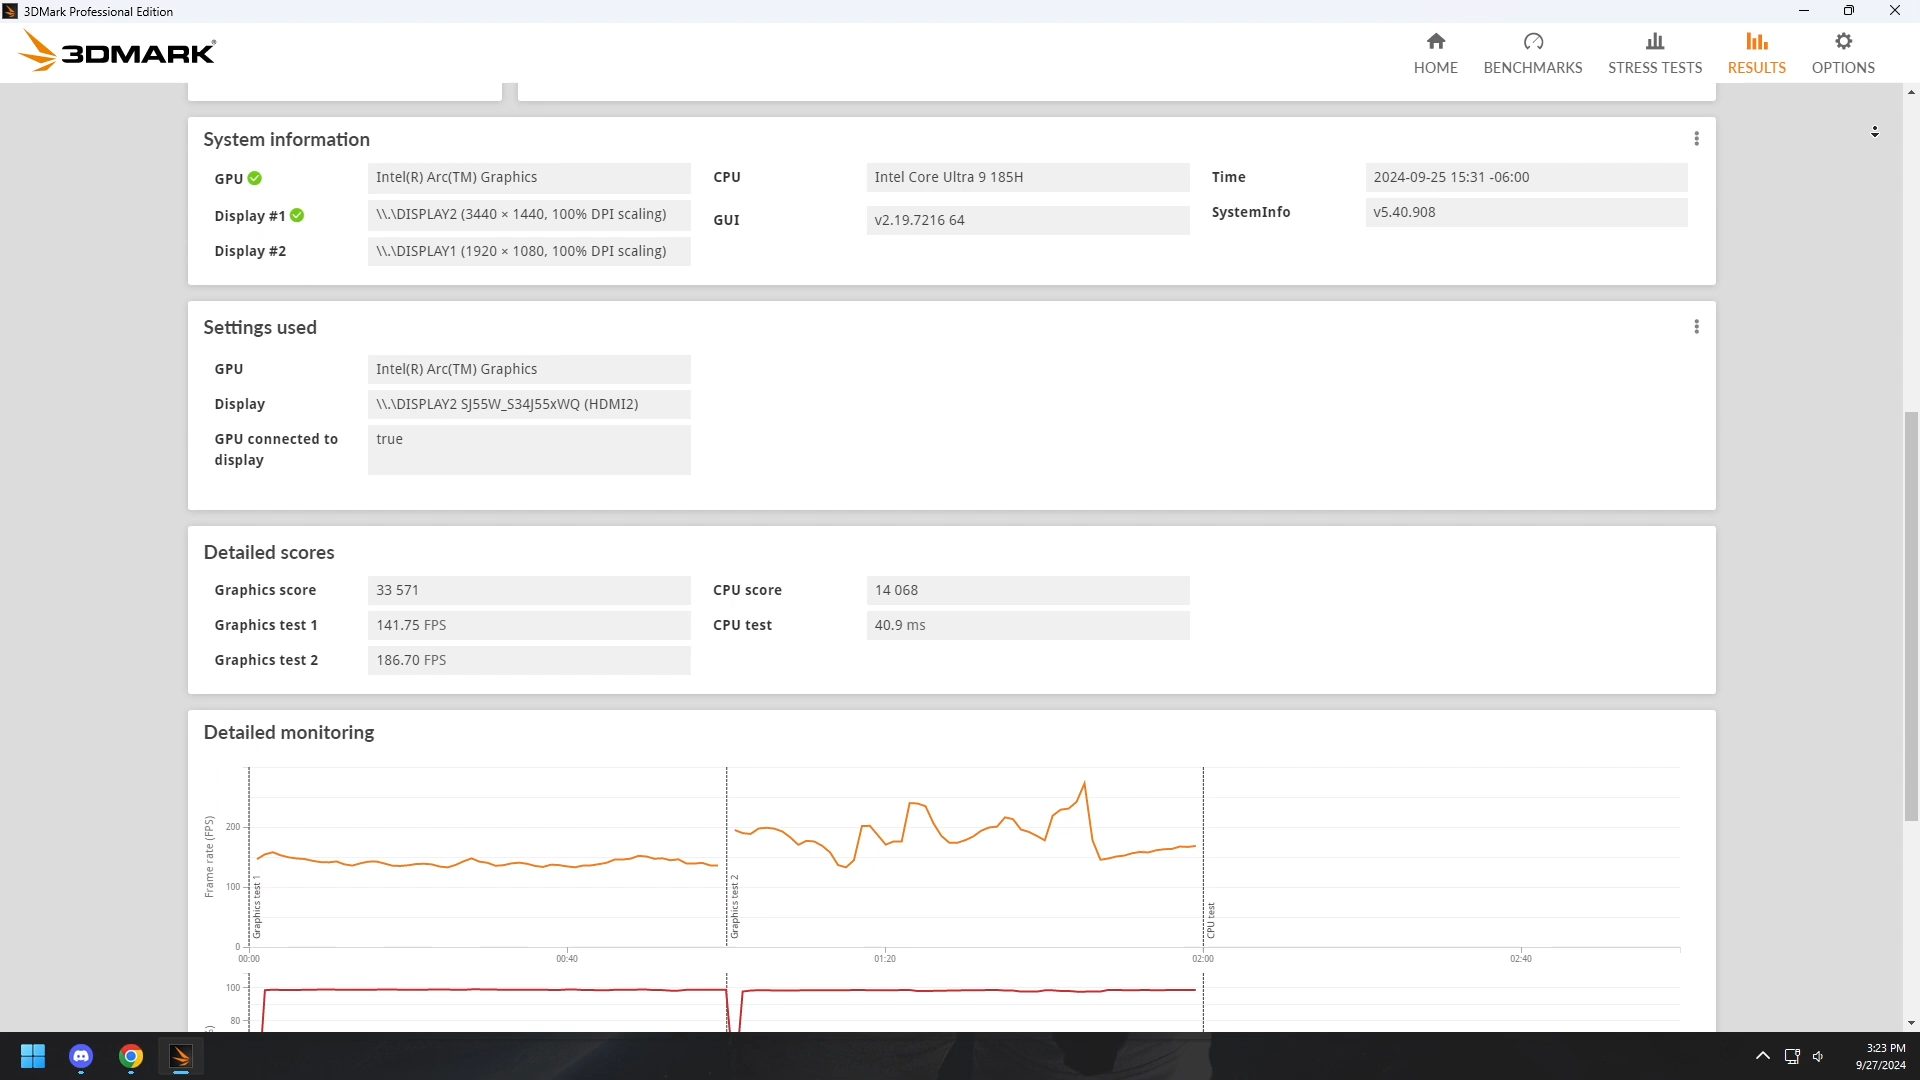 3DMark Professional Edition
3DMARK®
HOME
BENCHMARKS
STRESS TESTS
RESULTS
OPTIONS
System information
GPU
Intel(R) Arc(TM) Graphics
CPU
Intel Core Ultra 9 185H
Time
2024-09-25 15:31 -06:00
Display #1
\\.\DISPLAY2 (3440 × 1440, 100% DPI scaling)
GUI
v2.19.7216 64
SystemInfo
v5.40.908
Display #2
\\.\DISPLAY1 (1920 × 1080, 100% DPI scaling)
Settings used
GPU
Intel(R) Arc(TM) Graphics
Display
\\.\DISPLAY2 SJ55W_S34J55xWQ (HDMI2)
GPU connected to
display
true
Detailed scores
Graphics score
33 571
CPU score
14 068
Graphics test 1
141.75 FPS
CPU test
40.9 ms
Graphics test 2
186.70 FPS
Detailed monitoring
Frame rate (FPS)
200
100
0
Graphics test 1
Graphics test 2
CPU test
00:00
00:40
01:20
02:00
02:40
100
80
3:23 PM
9/27/2024